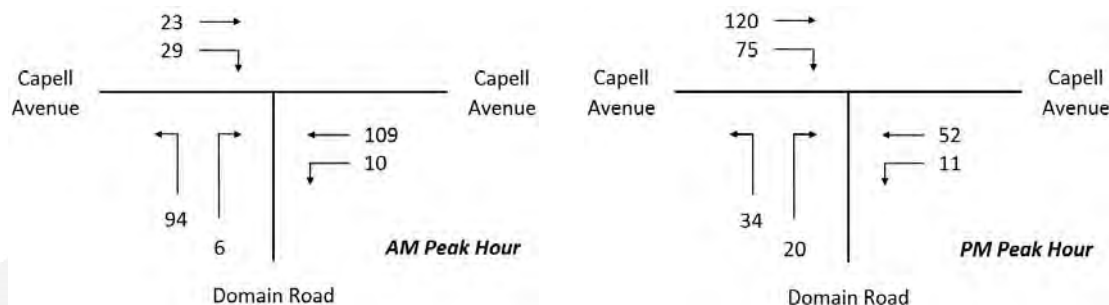 23
29
Capell
Avenue
Capell
Avenue
109
10
94
6
AM Peak Hour
Domain Road
120
75
Capell
Avenue
Capell
Avenue
52
11
34
20
PM Peak Hour
Domain Road